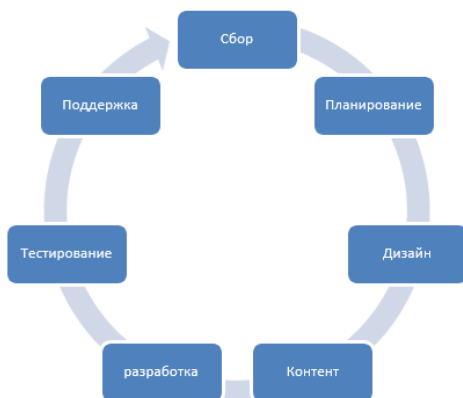 Сбор
Планирование
Дизайн
Контент
разработка
Тестирование
Поддержка